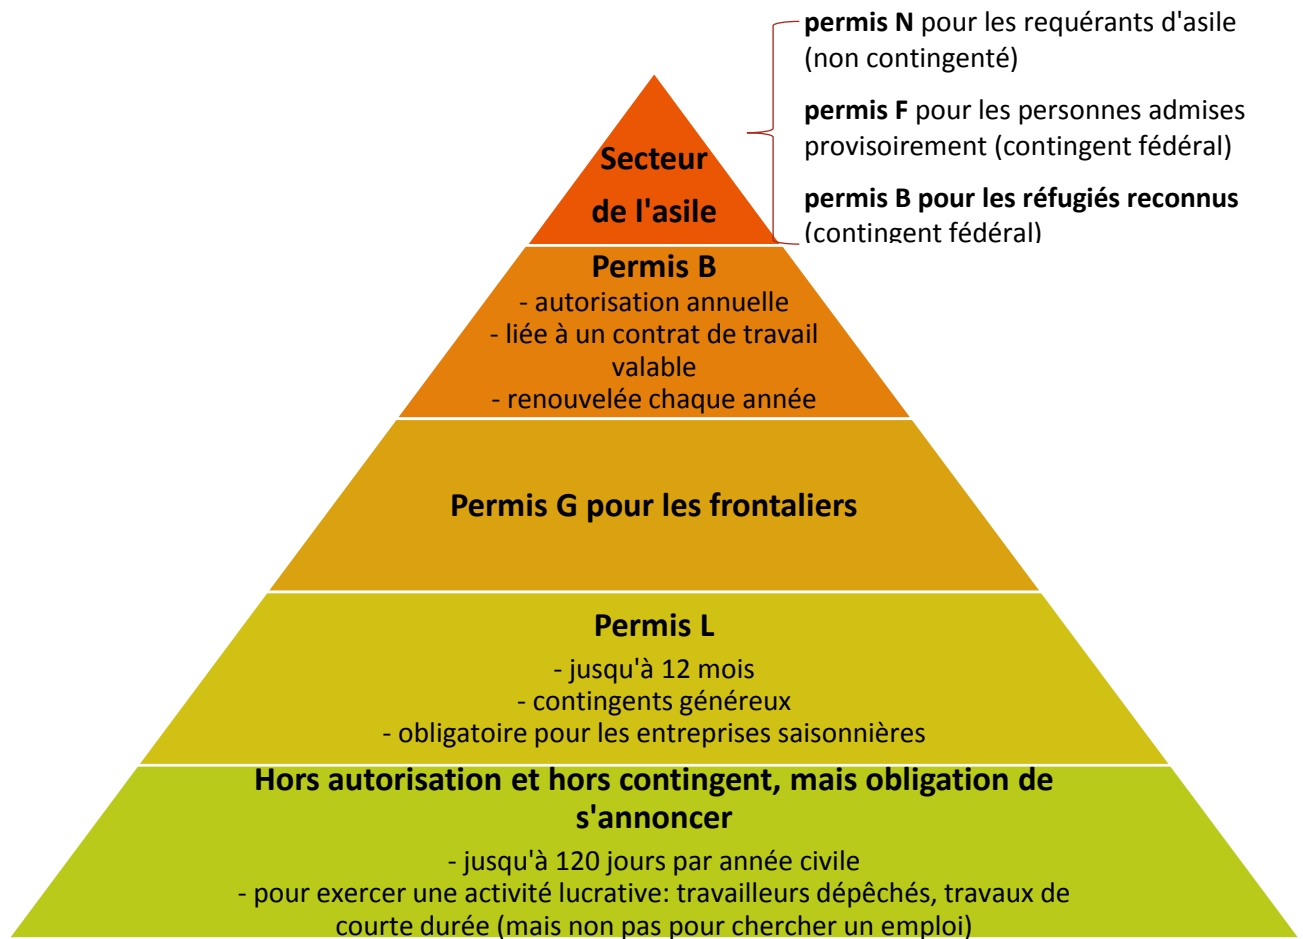 permis N pour les requérants d'asile
(non contingenté)
permis F pour les personnes admises
provisoirement (contingent fédéral)
permis B pour les réfugiés reconnus
(contingent fédéral)
Secteur
de l'asile
Permis B
- autorisation annuelle
- liée à un contrat de travail
valable
- renouvelée chaque année
Permis G pour les frontaliers
Permis L
- jusqu'à 12 mois
- contingents généreux
- obligatoire pour les entreprises saisonnières
Hors autorisation et hors contingent, mais obligation de
s'annoncer
- jusqu'à 120 jours par année civile
- pour exercer une activité lucrative: travailleurs dépêchés, travaux de
courte durée (mais non pas pour chercher un emploi)